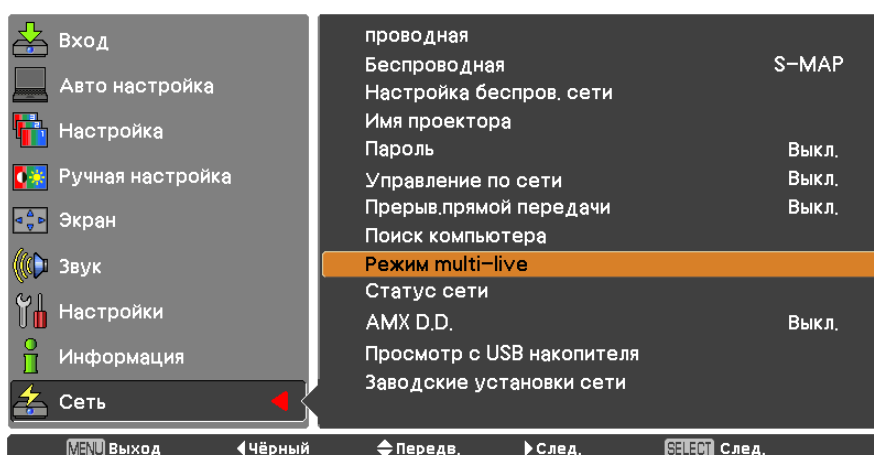 Вход
Авто настройка
Настройка
Ручная настройка
Экран
Звук
Настройки
Информация
Сеть
проводная
Беспроводная S-MAP
Настройка беспров. сети
Имя проектора
Пароль Выкл.
Управление по сети Выкл.
Прерыв.прямой передачи Выкл.
Поиск компьютера
Режим multi-live
Статус сети
AMX D.D. Выкл.
Просмотр с USB накопителя
Заводские установки сети
MENU Выход Чёрный Передв. След. SELECT След.